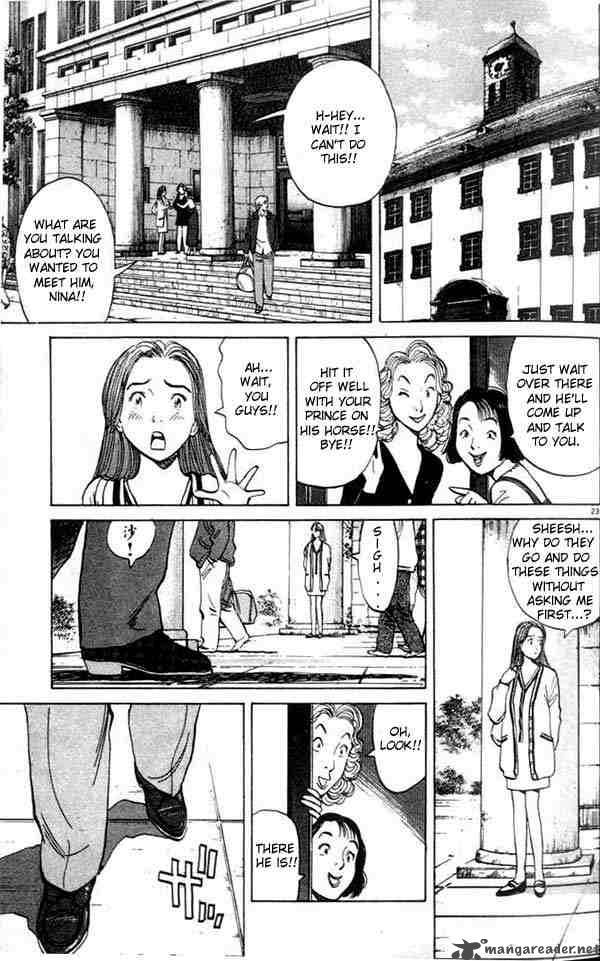 H-HEY...
WAIT!! I
CAN'T DO
THIS!!
WHAT ARE
YOU TALKING
ABOUT? YOU
WANTED TO
MEET HIM,
NINA!!
JUST WAIT
OVER THERE
AND HE'LL
COME UP
AND TALK
TO YOU.
HIT IT
OFF WELL
WITH YOUR
PRINCE ON
HIS HORSE!!
BYE!!
AH...
WAIT,
YOU
GUYS!!
23
SHEESH...
WHY DO THEY
GO AND DO
THESE THINGS
WITHOUT
ASKING ME
FIRST...?
SIGH...
沙!
OH,
LOOK!!
THERE
HE IS!!
ザッ
mangareader.net